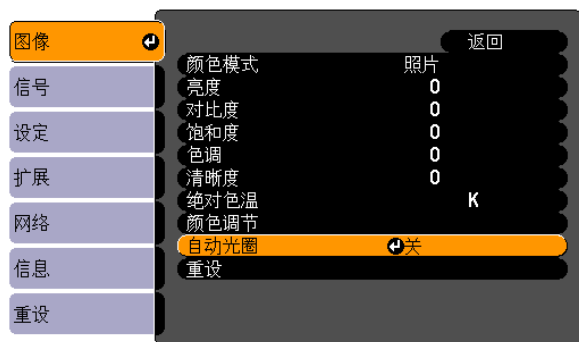 图像
信号
设定
扩展
网络
信息
重设
返回
颜色模式 照片
亮度 0
对比度 0
饱和度 0
色调 0
清晰度 0
绝对色温 K
颜色调节
自动光圈 关
重设